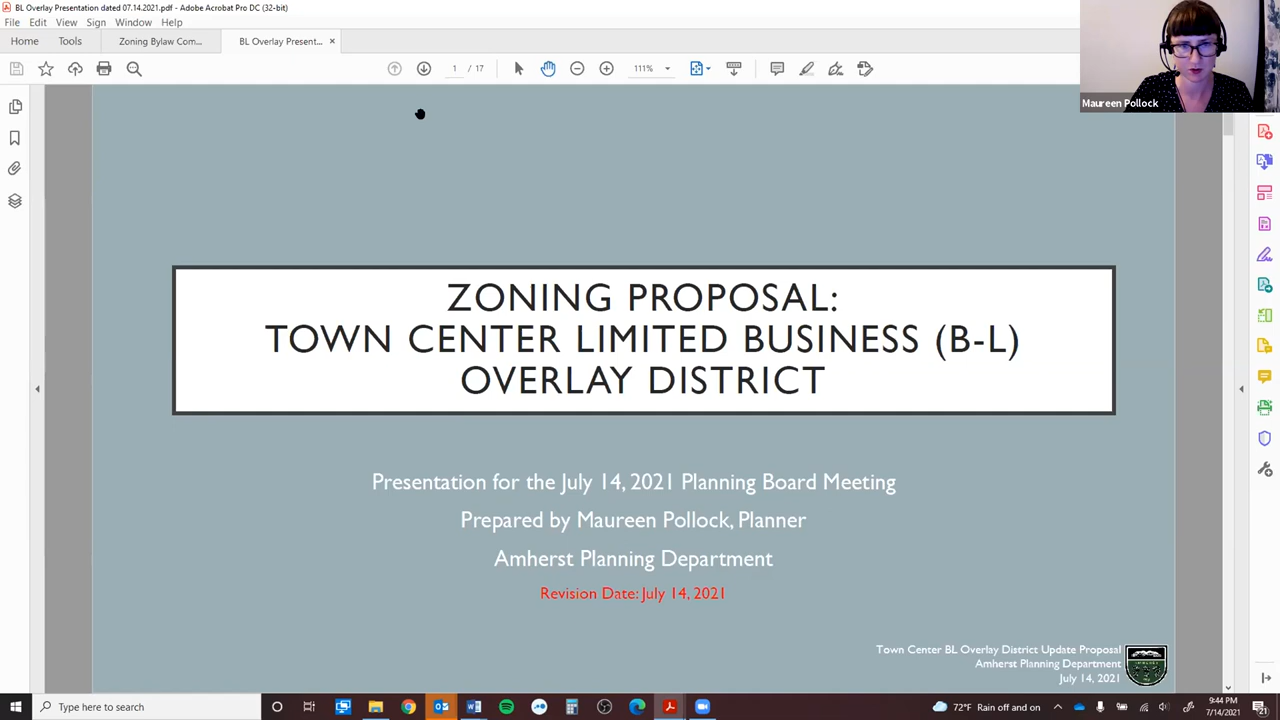 BL Overlay Presentation dated 07.14.2021.pdf - Adobe Acrobat Pro DC (32-bit)
File Edit View Sign Window Help
Home Tools Zoning Bylaw Com... BL Overlay Present... ×
1 / 17 111%
Maureen Pollock
ZONING PROPOSAL:
TOWN CENTER LIMITED BUSINESS (B-L)
OVERLAY DISTRICT
Presentation for the July 14, 2021 Planning Board Meeting
Prepared by Maureen Pollock, Planner
Amherst Planning Department
Revision Date: July 14, 2021
Town Center BL Overlay District Update Proposal
Amherst Planning Department
July 14, 2021
Type here to search
72°F Rain off and on
9:44 PM
7/14/2021
21